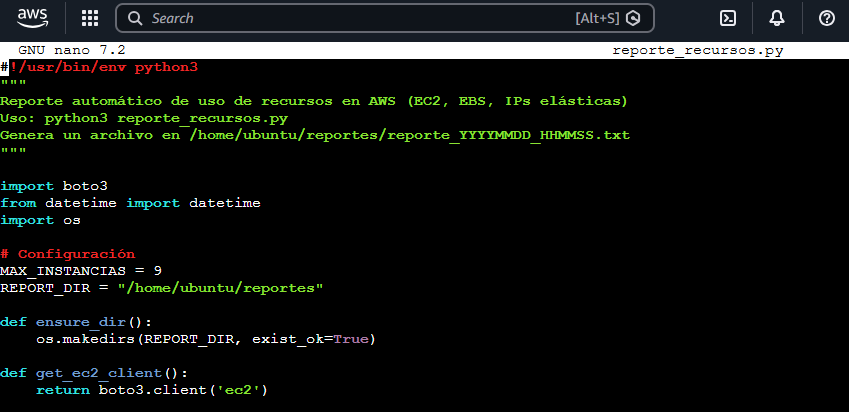 aws Search [Alt+S]
GNU nano 7.2 reporte_recursos.py
#!/usr/bin/env python3
"""
Reporte automático de uso de recursos en AWS (EC2, EBS, IPs elásticas)
Uso: python3 reporte_recursos.py
Genera un archivo en /home/ubuntu/reportes/reporte_YYYYMMDD_HHMMSS.txt
"""
import boto3
from datetime import datetime
import os
# Configuración
MAX_INSTANCIAS = 9
REPORT_DIR = "/home/ubuntu/reportes"
def ensure_dir():
    os.makedirs(REPORT_DIR, exist_ok=True)
def get_ec2_client():
    return boto3.client('ec2')